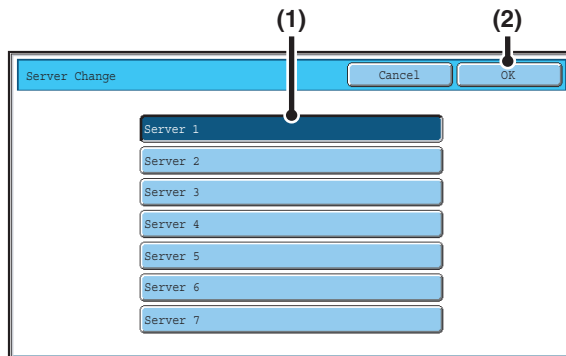 (1) (2)
Server Change Cancel OK
Server 1
Server 2
Server 3
Server 4
Server 5
Server 6
Server 7